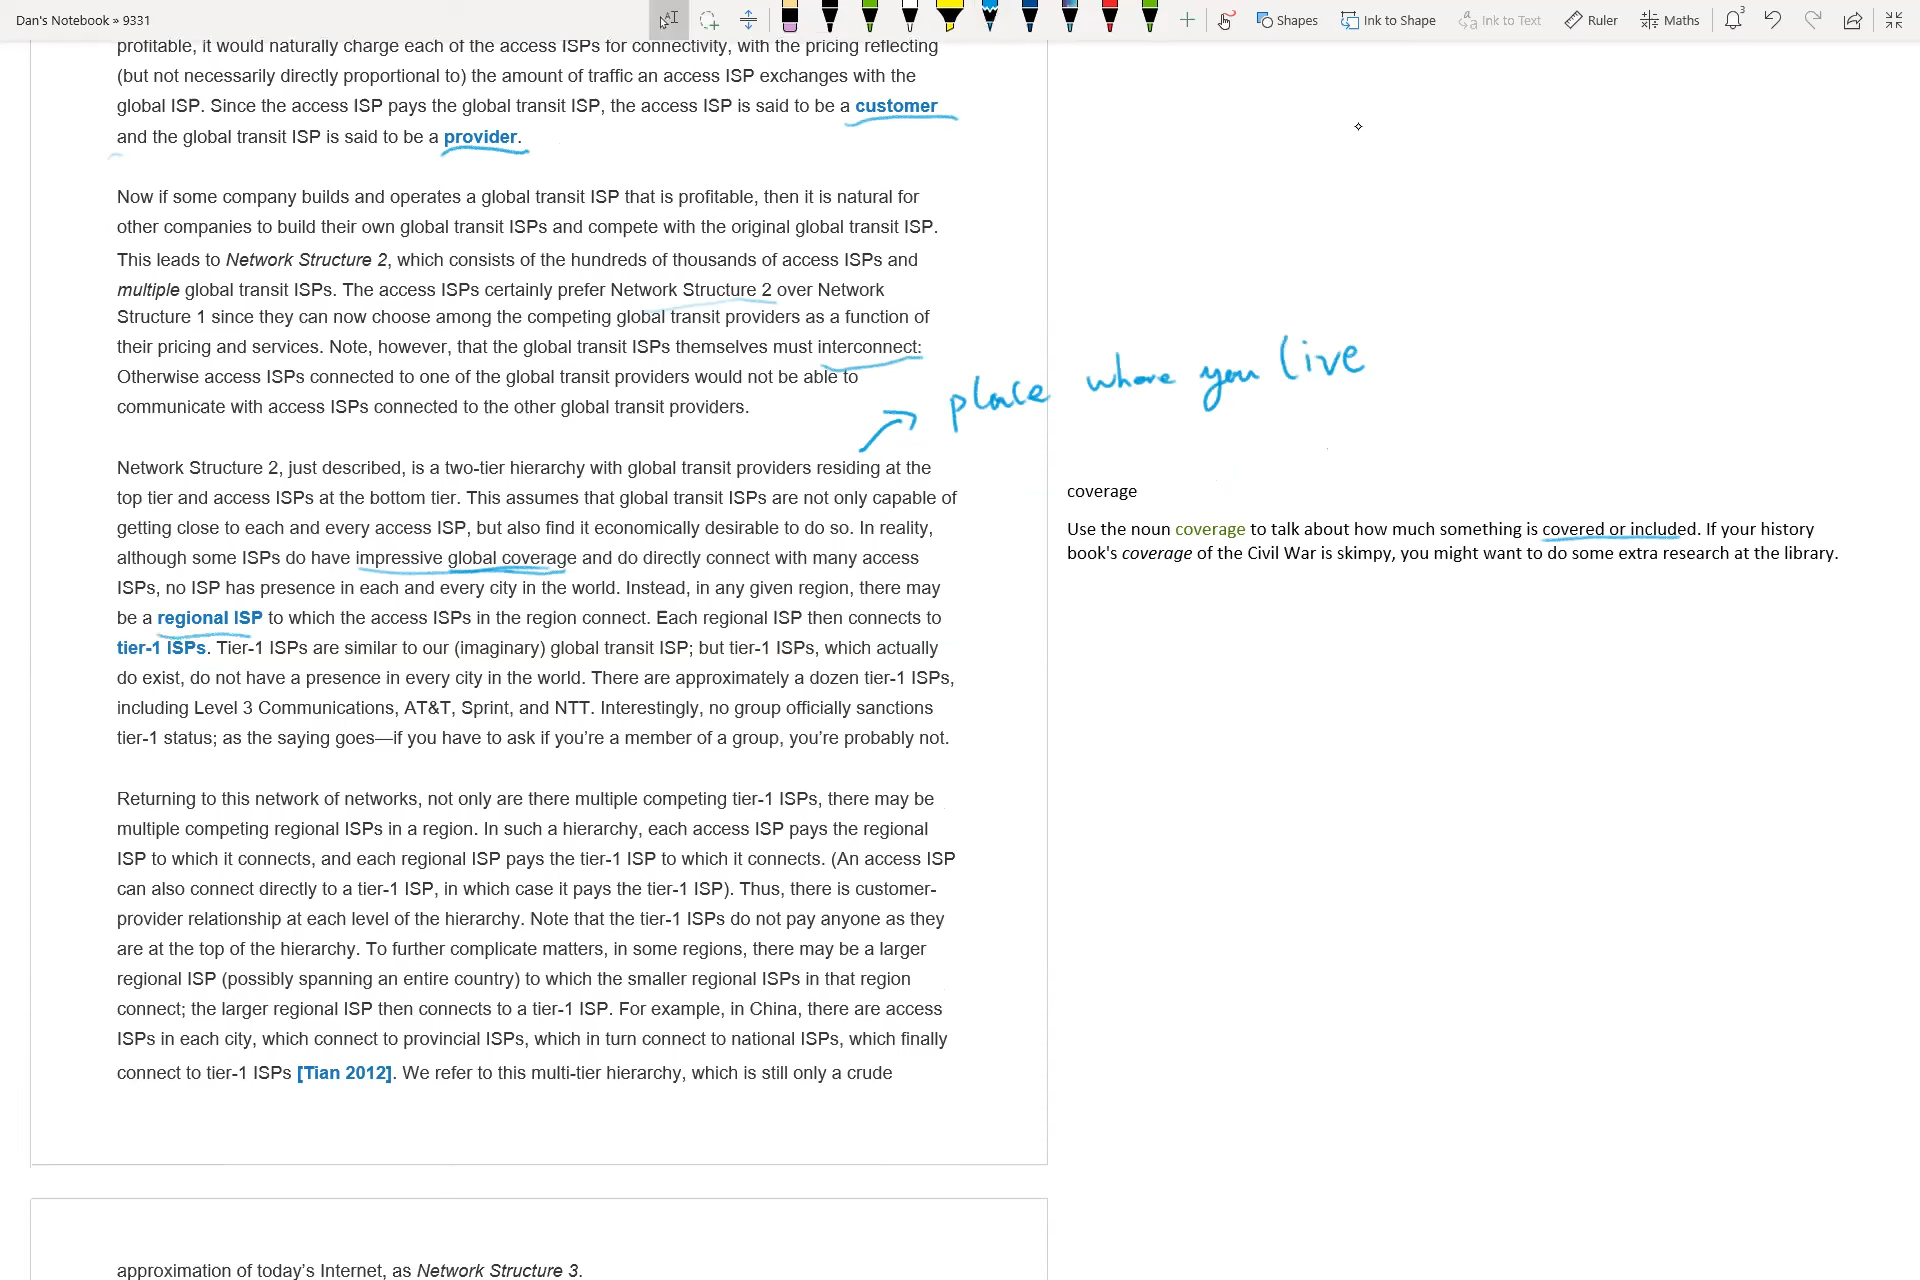 Dan's Notebook » 9331
Shapes
Ink to Shape
Ink to Text
Ruler
Maths
3
profitable, it would naturally charge each of the access ISPs for connectivity, with the pricing reflecting
(but not necessarily directly proportional to) the amount of traffic an access ISP exchanges with the
global ISP. Since the access ISP pays the global transit ISP, the access ISP is said to be a customer
and the global transit ISP is said to be a provider.
Now if some company builds and operates a global transit ISP that is profitable, then it is natural for
other companies to build their own global transit ISPs and compete with the original global transit ISP.
This leads to Network Structure 2, which consists of the hundreds of thousands of access ISPs and
multiple global transit ISPs. The access ISPs certainly prefer Network Structure 2 over Network
Structure 1 since they can now choose among the competing global transit providers as a function of
their pricing and services. Note, however, that the global transit ISPs themselves must interconnect:
Otherwise access ISPs connected to one of the global transit providers would not be able to
communicate with access ISPs connected to the other global transit providers.
place where you live
Network Structure 2, just described, is a two-tier hierarchy with global transit providers residing at the
top tier and access ISPs at the bottom tier. This assumes that global transit ISPs are not only capable of
getting close to each and every access ISP, but also find it economically desirable to do so. In reality,
although some ISPs do have impressive global coverage and do directly connect with many access
ISPs, no ISP has presence in each and every city in the world. Instead, in any given region, there may
be a regional ISP to which the access ISPs in the region connect. Each regional ISP then connects to
tier-1 ISPs. Tier-1 ISPs are similar to our (imaginary) global transit ISP; but tier-1 ISPs, which actually
do exist, do not have a presence in every city in the world. There are approximately a dozen tier-1 ISPs,
including Level 3 Communications, AT&T, Sprint, and NTT. Interestingly, no group officially sanctions
tier-1 status; as the saying goes—if you have to ask if you’re a member of a group, you’re probably not.
Returning to this network of networks, not only are there multiple competing tier-1 ISPs, there may be
multiple competing regional ISPs in a region. In such a hierarchy, each access ISP pays the regional
ISP to which it connects, and each regional ISP pays the tier-1 ISP to which it connects. (An access ISP
can also connect directly to a tier-1 ISP, in which case it pays the tier-1 ISP). Thus, there is customer-
provider relationship at each level of the hierarchy. Note that the tier-1 ISPs do not pay anyone as they
are at the top of the hierarchy. To further complicate matters, in some regions, there may be a larger
regional ISP (possibly spanning an entire country) to which the smaller regional ISPs in that region
connect; the larger regional ISP then connects to a tier-1 ISP. For example, in China, there are access
ISPs in each city, which connect to provincial ISPs, which in turn connect to national ISPs, which finally
connect to tier-1 ISPs [Tian 2012]. We refer to this multi-tier hierarchy, which is still only a crude
approximation of today’s Internet, as Network Structure 3.
coverage
Use the noun coverage to talk about how much something is covered or included. If your history
book's coverage of the Civil War is skimpy, you might want to do some extra research at the library.